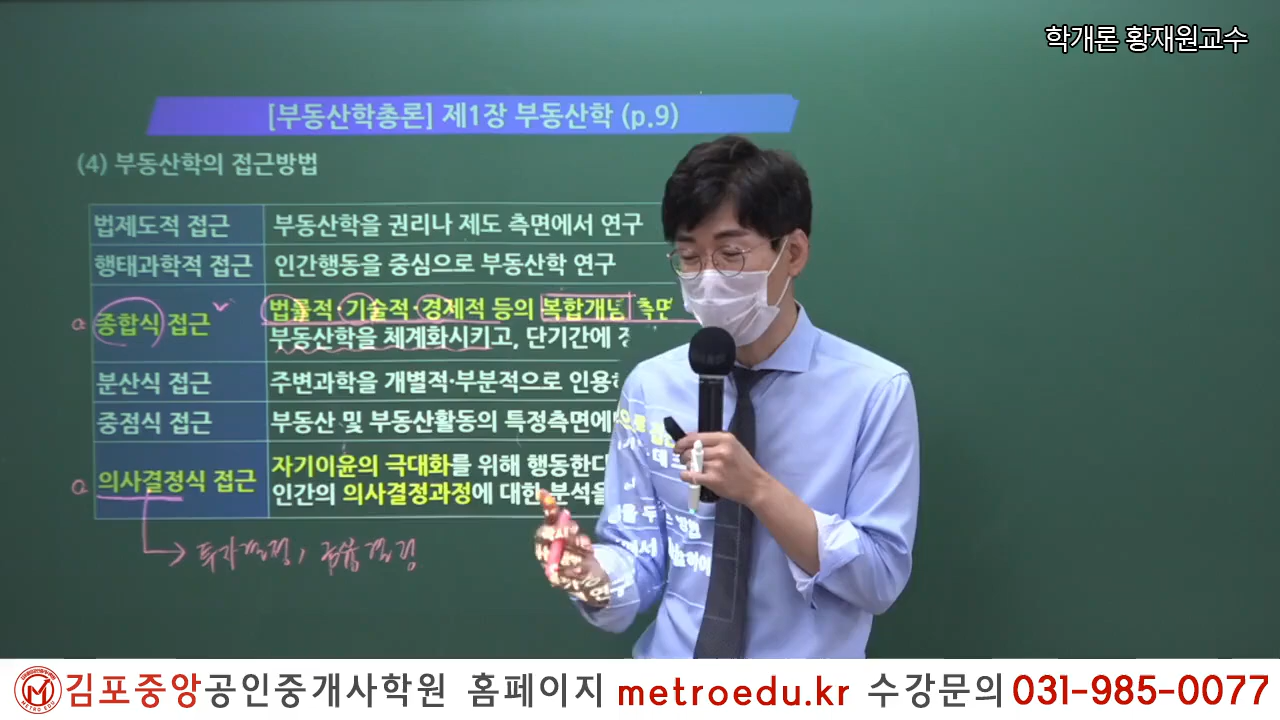 학개론 황재원교수
[부동산학총론] 제1장 부동산학 (p.9)
(4) 부동산학의 접근방법
법제도적 접근 부동산학을 권리나 제도 측면에서 연구
행태과학적 접근 인간행동을 중심으로 부동산학 연구
a 종합식 접근 법률적·기술적·경제적 등의 복합개념 측면
부동산학을 체계화시키고, 단기간에
분산식 접근 주변과학을 개별적·부분적으로 인용
중점식 접근 부동산 및 부동산활동의 특정측면에
a 의사결정식 접근 자기이윤의 극대화를 위해 행동한다
인간의 의사결정과정에 대한 분석을
투자결정, 금융결정
METRO EDU
김포중앙공인중개사학원 홈페이지 metroedu.kr 수강문의 031-985-0077